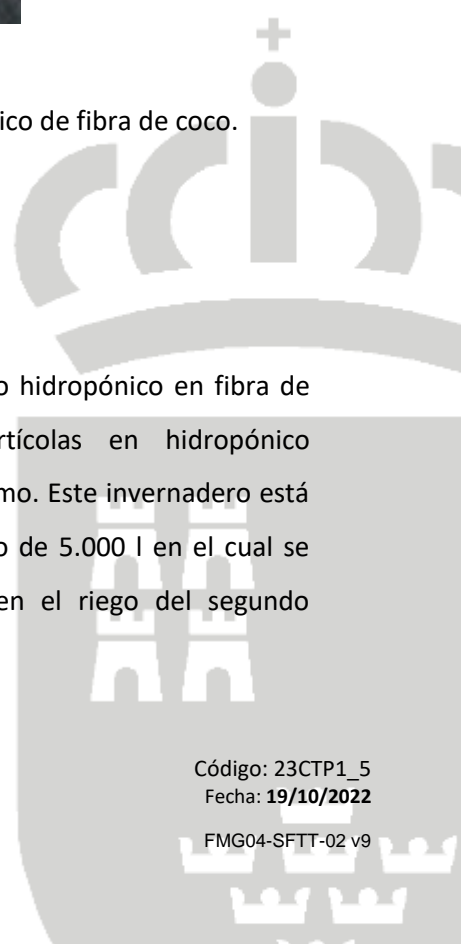 ico de fibra de coco.
o hidropónico en fibra de
rtícolas en hidropónico
mo. Este invernadero está
o de 5.000 l en el cual se
en el riego del segundo
Código: 23CTP1_5
Fecha: 19/10/2022
FMG04-SFTT-02 v9